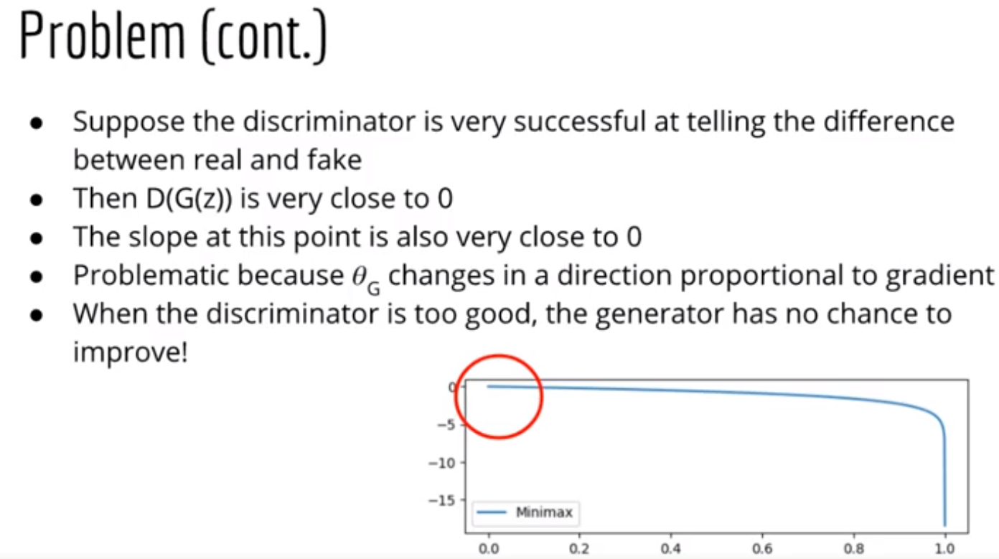 Problem (cont.)
● Suppose the discriminator is very successful at telling the difference
between real and fake
● Then D(G(z)) is very close to 0
● The slope at this point is also very close to 0
● Problematic because θG changes in a direction proportional to gradient
● When the discriminator is too good, the generator has no chance to
improve!
0
−5
−10
−15
Minimax
0.0 0.2 0.4 0.6 0.8 1.0